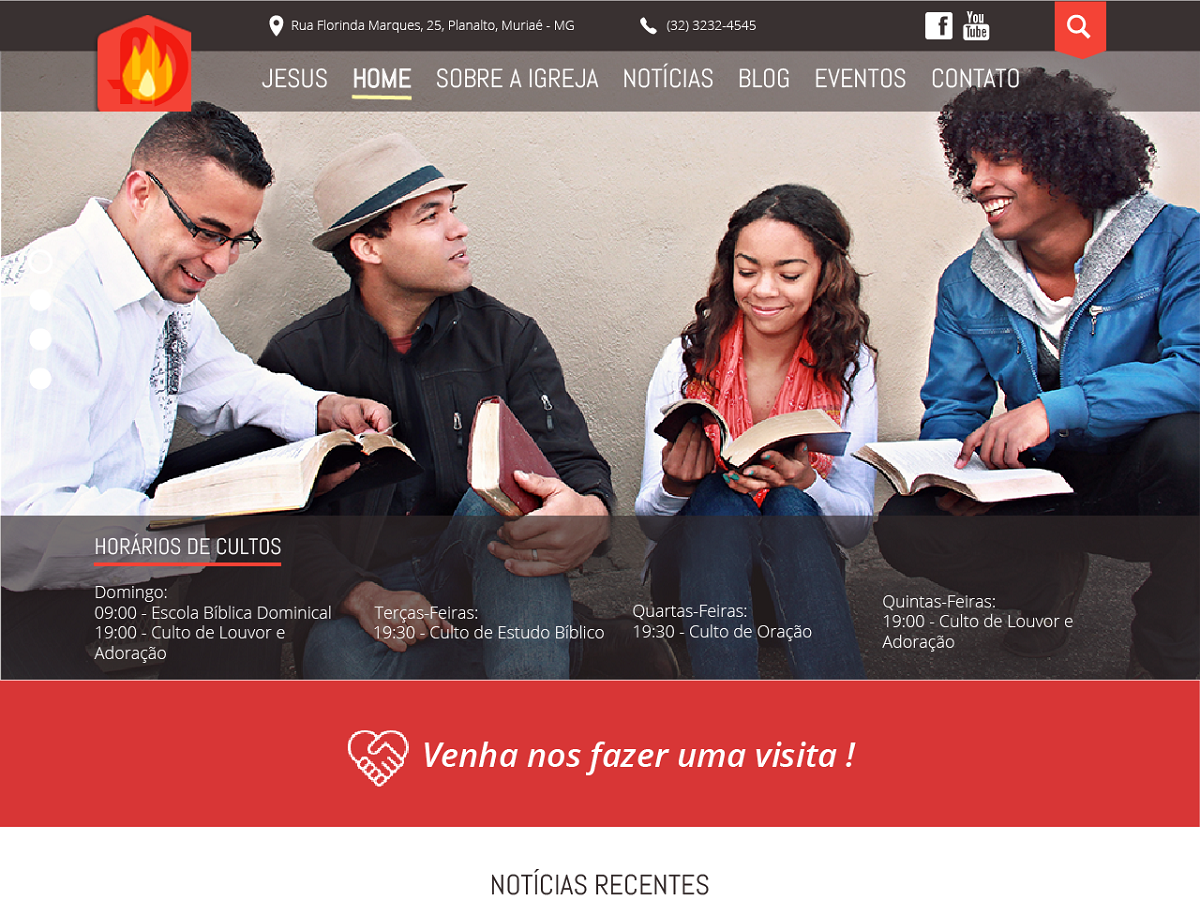 Rua Florinda Marques, 25, Planalto, Muriaé - MG
(32) 3232-4545
f
You
Tube
JESUS HOME SOBRE A IGREJA NOTÍCIAS BLOG EVENTOS CONTATO
HORÁRIOS DE CULTOS
Domingo:
09:00 - Escola Bíblica Dominical
19:00 - Culto de Louvor e
Adoração
Terças-Feiras:
19:30 - Culto de Estudo Bíblico
Quartas-Feiras:
19:30 - Culto de Oração
Quintas-Feiras:
19:00 - Culto de Louvor e
Adoração
Venha nos fazer uma visita !
NOTÍCIAS RECENTES